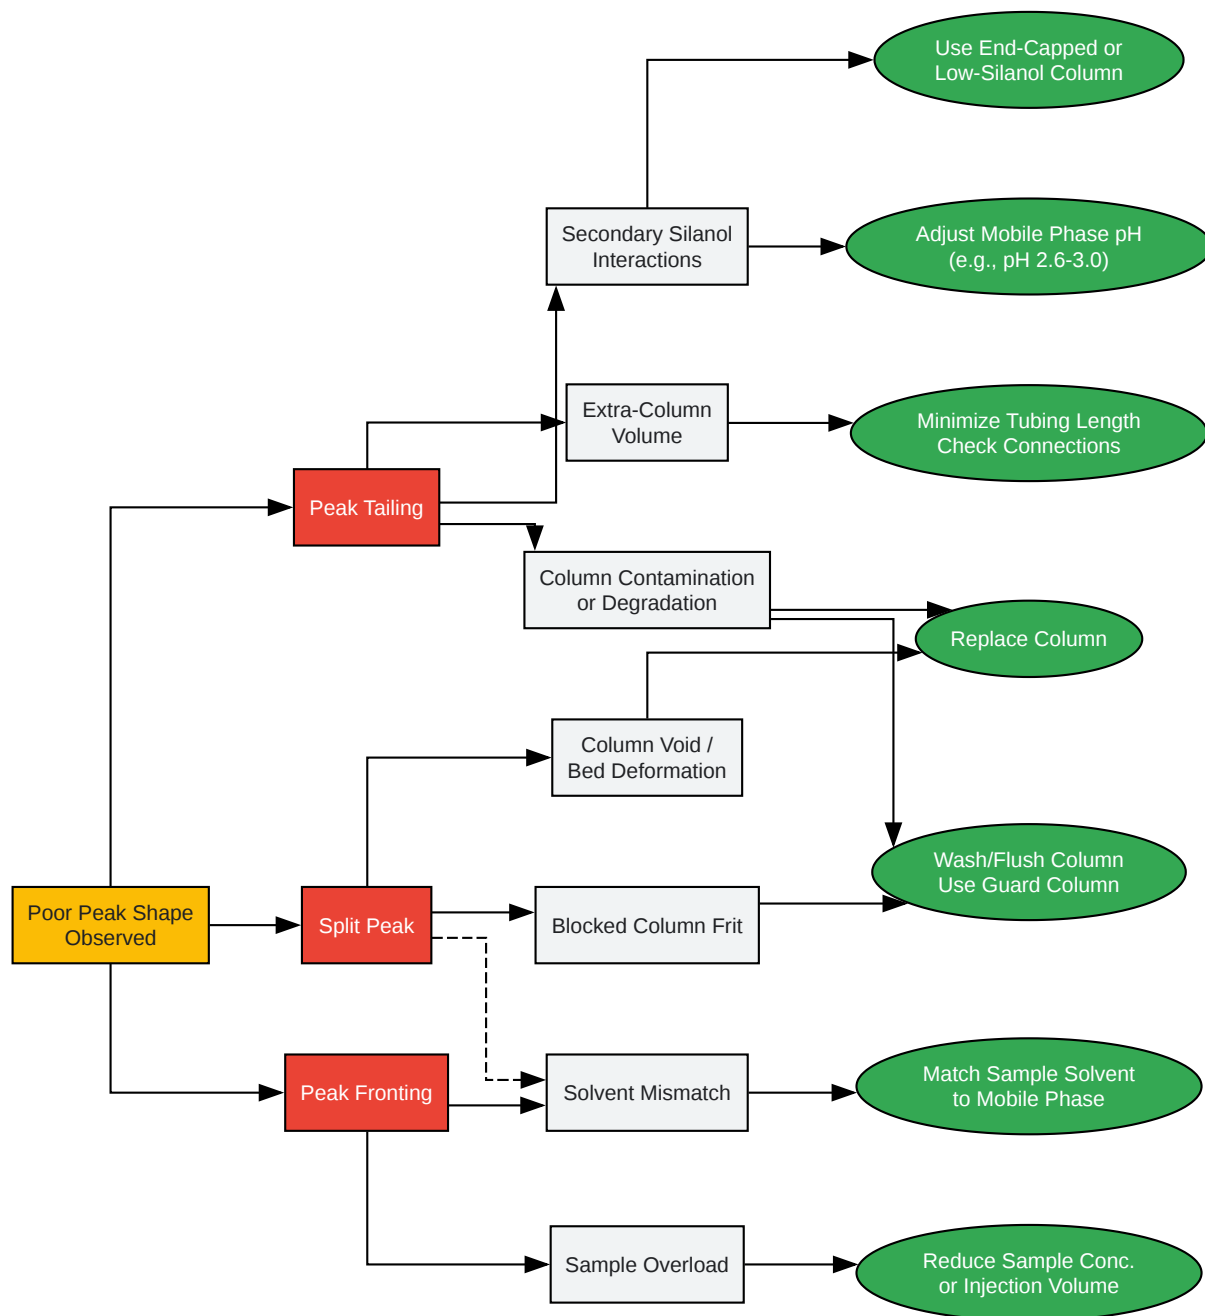 Use End-Capped or
Low-Silanol Column
Secondary Silanol
Interactions
Adjust Mobile Phase pH
(e.g., pH 2.6-3.0)
Extra-Column
Volume
Minimize Tubing Length
Check Connections
Peak Tailing
Column Contamination
or Degradation
Replace Column
Column Void /
Bed Deformation
Wash/Flush Column
Use Guard Column
Poor Peak Shape
Observed
Split Peak
Blocked Column Frit
Peak Fronting
Solvent Mismatch
Match Sample Solvent
to Mobile Phase
Sample Overload
Reduce Sample Conc.
or Injection Volume